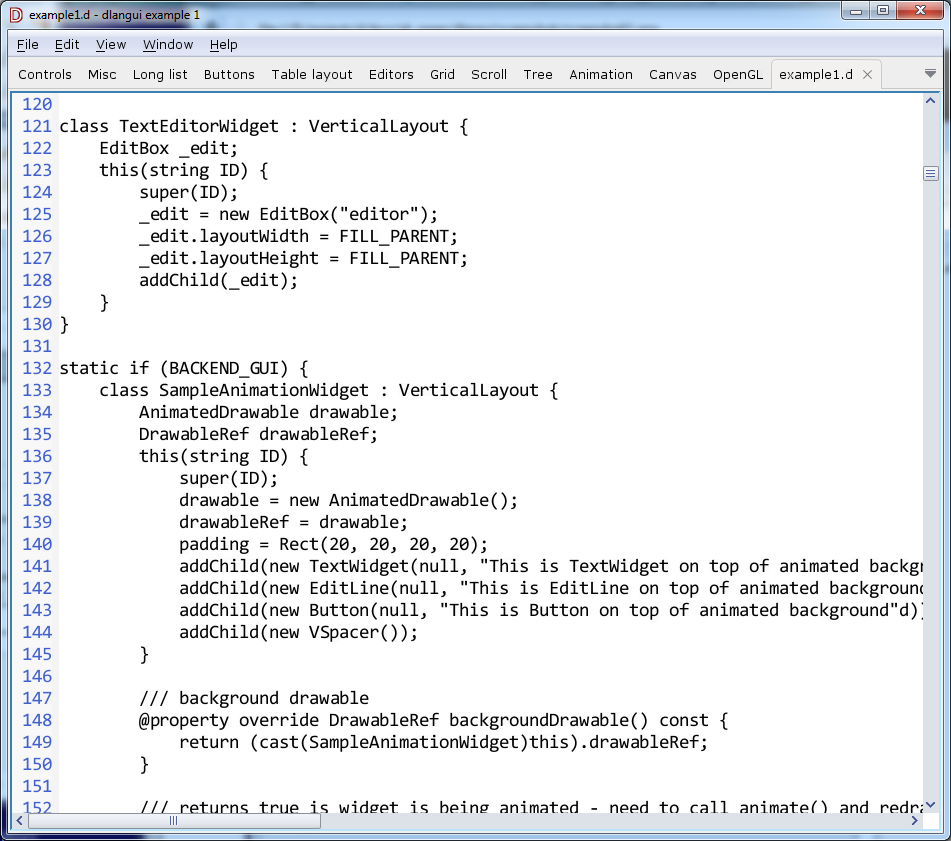 example1.d - dlangui example 1
File Edit View Window Help
Controls Misc Long list Buttons Table layout Editors Grid Scroll Tree Animation Canvas OpenGL example1.d
120
121 class TextEditorWidget : VerticalLayout {
122     EditBox _edit;
123     this(string ID) {
124         super(ID);
125         _edit = new EditBox("editor");
126         _edit.layoutWidth = FILL_PARENT;
127         _edit.layoutHeight = FILL_PARENT;
128         addChild(_edit);
129     }
130 }
131
132 static if (BACKEND_GUI) {
133     class SampleAnimationWidget : VerticalLayout {
134         AnimatedDrawable drawable;
135         DrawableRef drawableRef;
136         this(string ID) {
137             super(ID);
138             drawable = new AnimatedDrawable();
139             drawableRef = drawable;
140             padding = Rect(20, 20, 20, 20);
141             addChild(new TextWidget(null, "This is TextWidget on top of animated backgr
142             addChild(new EditLine(null, "This is EditLine on top of animated background
143             addChild(new Button(null, "This is Button on top of animated background"d))
144             addChild(new VSpacer());
145         }
146
147         /// background drawable
148         @property override DrawableRef backgroundDrawable() const {
149             return (cast(SampleAnimationWidget)this).drawableRef;
150         }
151
152         /// returns true is widget is being animated - need to call animate() and redra